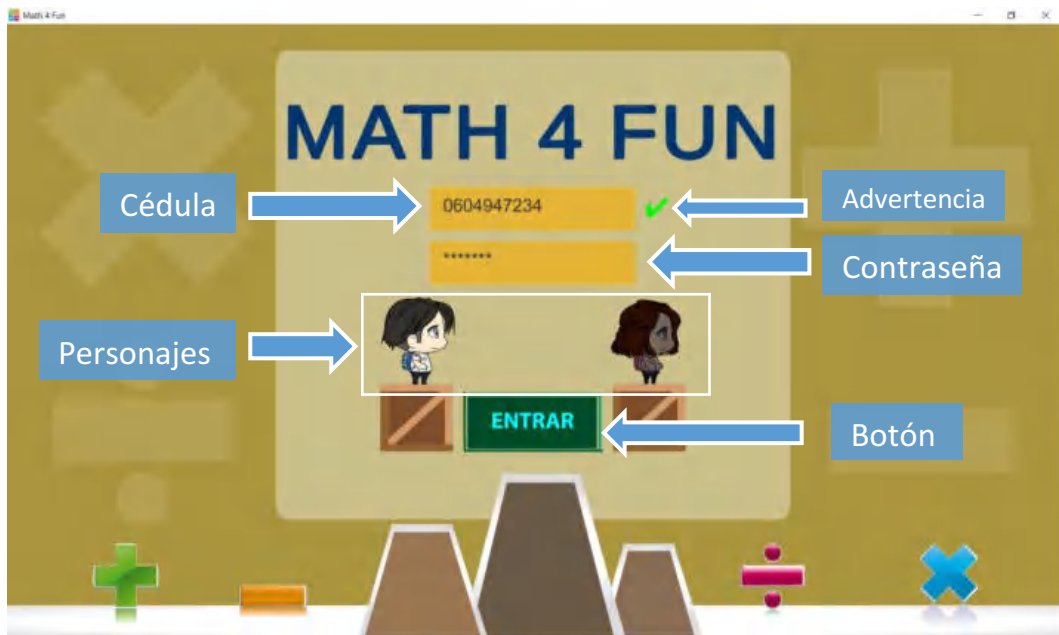 Math 4 Fun
MATH 4 FUN
Cédula
0604947234
Advertencia
*******
Contraseña
Personajes
ENTRAR
Botón